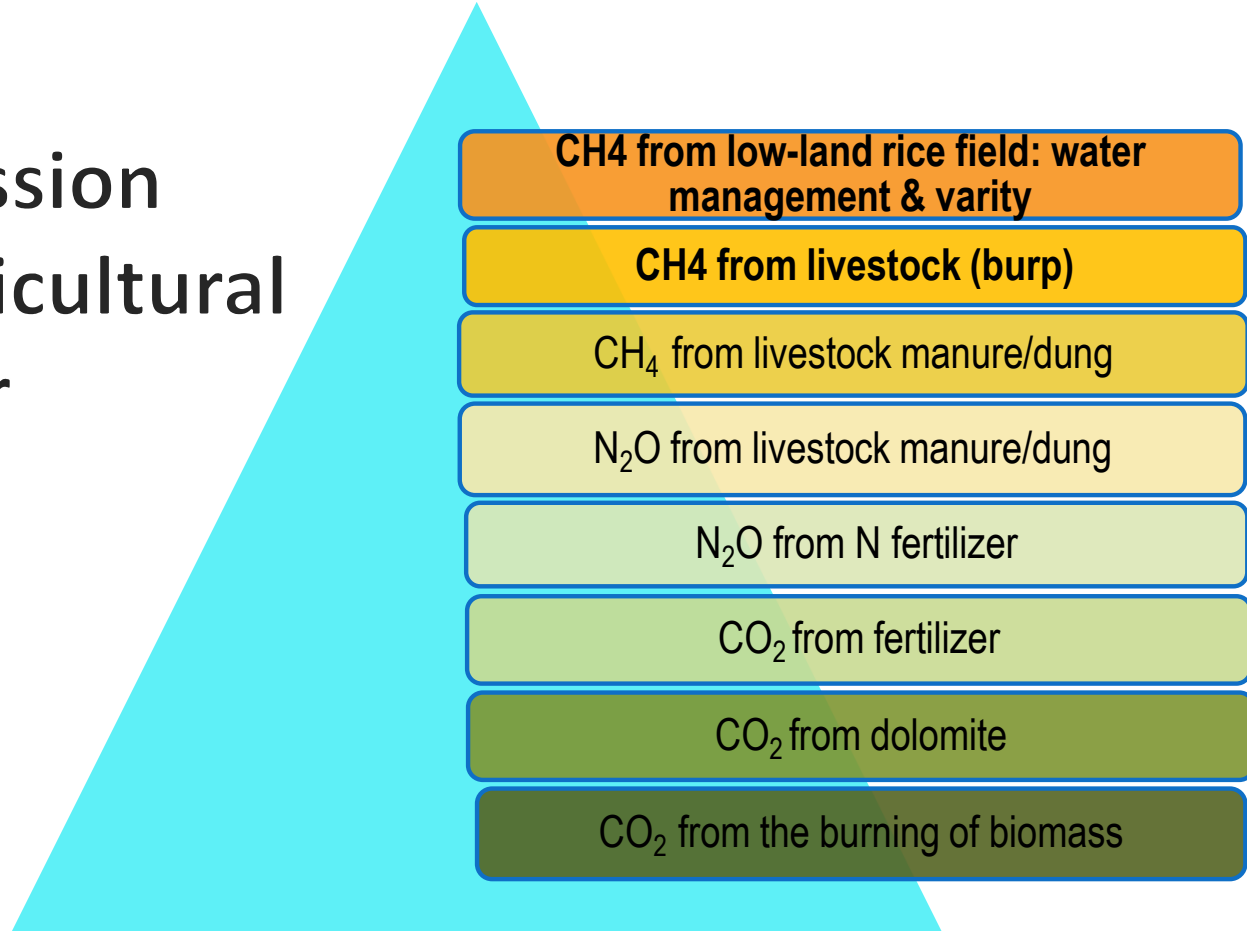 ssion
icultural
r
CH4 from low-land rice field: water
management & varity
CH4 from livestock (burp)
CH₄ from livestock manure/dung
N₂O from livestock manure/dung
N₂O from N fertilizer
CO₂ from fertilizer
CO₂ from dolomite
CO₂ from the burning of biomass